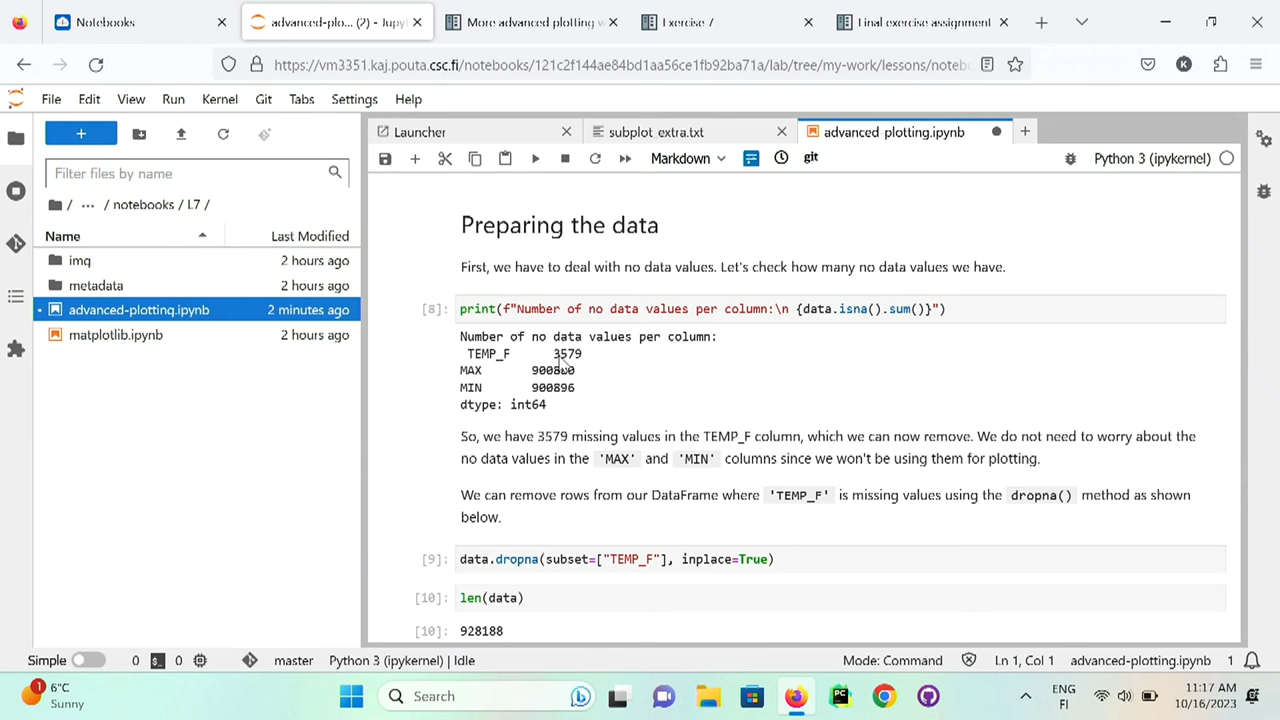 Notebooks
advanced-plo... (2) - Jupyt
More advanced plotting w
Exercise 7
Final exercise assignment
https://vm3351.kaj.pouta.csc.fi/notebooks/121c2f144ae84bd1aa56ce1fb92ba71a/lab/tree/my-work/lessons/noteb
K
File Edit View Run Kernel Git Tabs Settings Help
Launcher
subplot_extra.txt
advanced-plotting.ipynb
Filter files by name
Markdown
git
Python 3 (ipykernel)
/ ... / notebooks / L7 /
Name Last Modified
img 2 hours ago
metadata 2 hours ago
advanced-plotting.ipynb 2 minutes ago
matplotlib.ipynb 2 hours ago
Preparing the data
First, we have to deal with no data values. Let's check how many no data values we have.
[8]: print(f"Number of no data values per column:\n {data.isna().sum()}")
Number of no data values per column:
TEMP_F 3579
MAX
MIN 900896
dtype: int64
So, we have 3579 missing values in the TEMP_F column, which we can now remove. We do not need to worry about the
no data values in the 'MAX' and 'MIN' columns since we won't be using them for plotting.
We can remove rows from our DataFrame where 'TEMP_F' is missing values using the dropna() method as shown
below.
[9]: data.dropna(subset=["TEMP_F"], inplace=True)
[10]: len(data)
[10]: 928188
Simple 0 0 master Python 3 (ipykernel) | Idle Mode: Command Ln 1, Col 1 advanced-plotting.ipynb 1
1
6°C
Sunny
Search
PC
ENG
FI
11:17 AM
10/16/2023